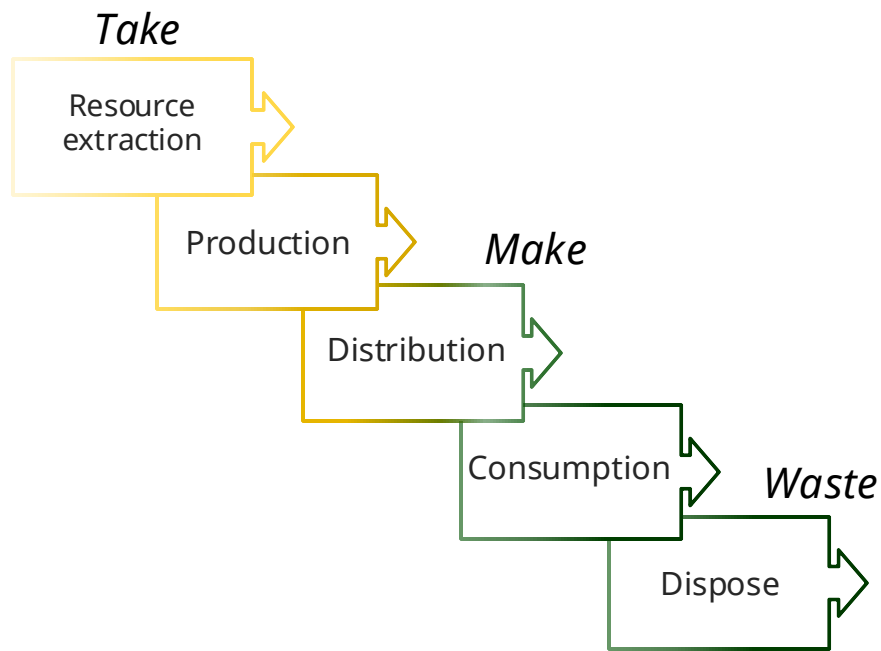 Take
Resource
extraction
Production
Make
Distribution
Consumption
Waste
Dispose